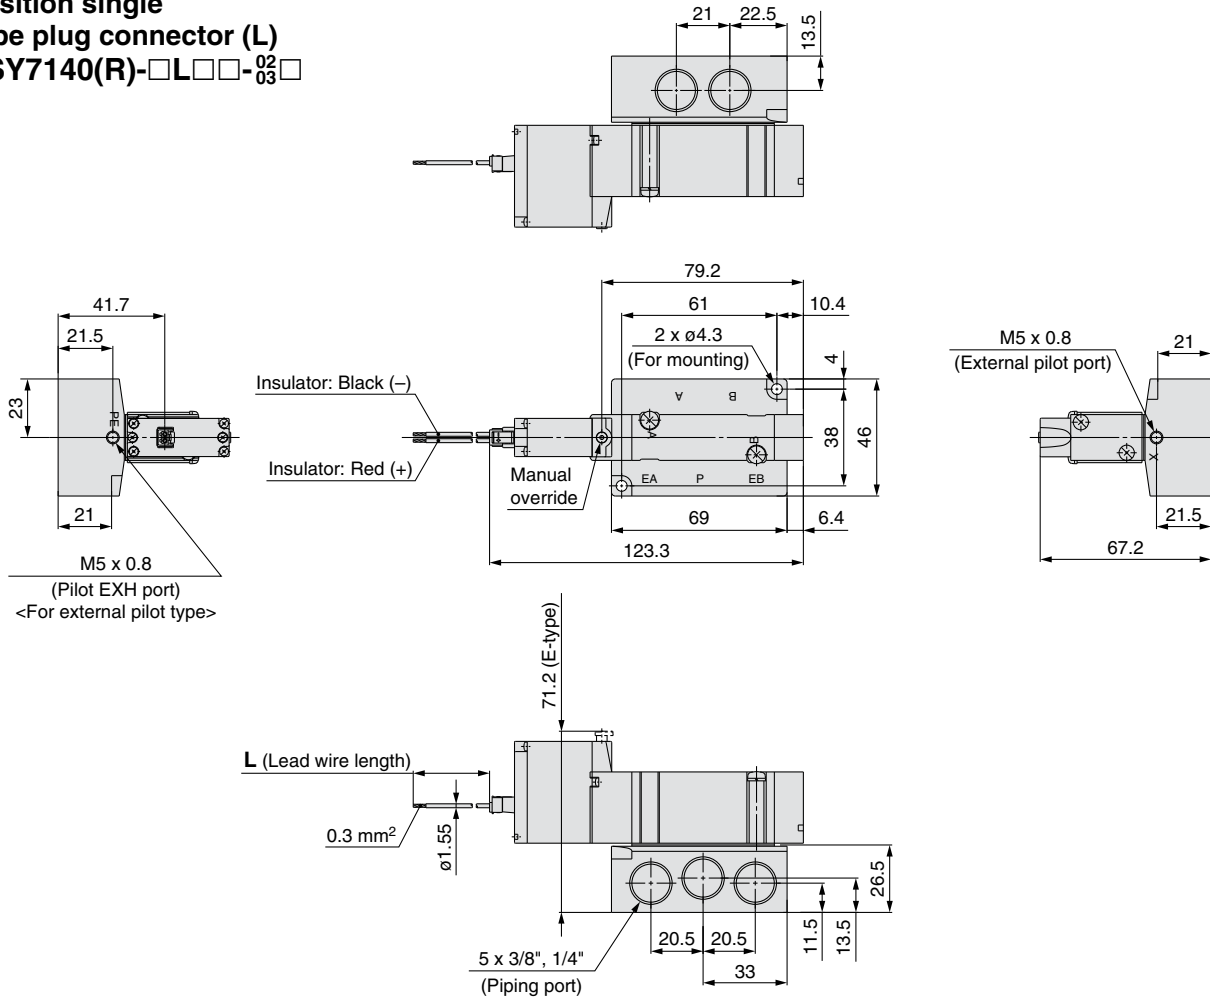 sition single
pe plug connector (L)
SY7140(R)-□L□□-02/03□
21
22.5
13.5
79.2
61
10.4
2 x ø4.3
(For mounting)
4
41.7
21.5
23
PE
21
M5 x 0.8
(Pilot EXH port)
<For external pilot type>
Insulator: Black (–)
Insulator: Red (+)
Manual
override
A
B
A
B
EA P EB
38
46
69
6.4
123.3
M5 x 0.8
(External pilot port)
21
X
21.5
67.2
71.2 (E-type)
L (Lead wire length)
0.3 mm²
ø1.55
26.5
11.5
13.5
20.5
20.5
33
5 x 3/8", 1/4"
(Piping port)